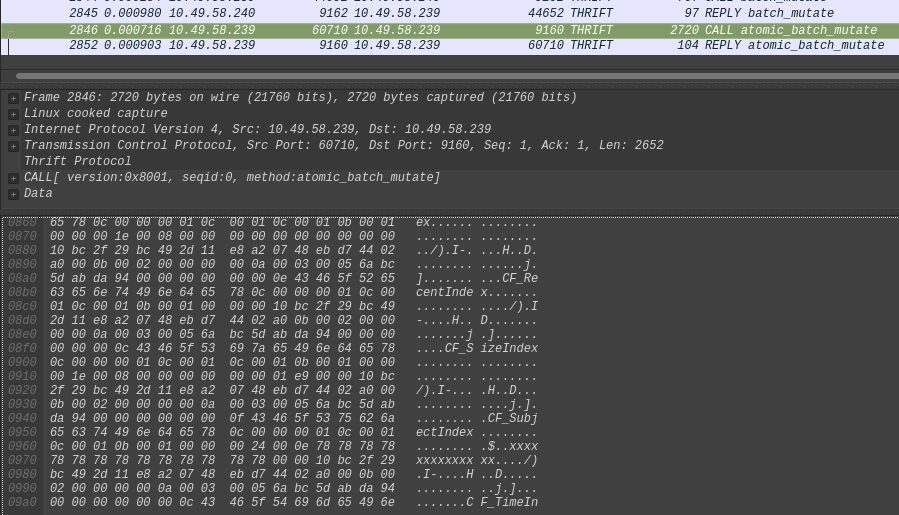 2845 0.000980 10.49.58.240 9162 10.49.58.239 44652 THRIFT 97 REPLY batch_mutate
2846 0.000716 10.49.58.239 60710 10.49.58.239 9160 THRIFT 2720 CALL atomic_batch_mutate
2852 0.000903 10.49.58.239 9160 10.49.58.239 60710 THRIFT 104 REPLY atomic_batch_mutate
Frame 2846: 2720 bytes on wire (21760 bits), 2720 bytes captured (21760 bits)
Linux cooked capture
Internet Protocol Version 4, Src: 10.49.58.239, Dst: 10.49.58.239
Transmission Control Protocol, Src Port: 60710, Dst Port: 9160, Seq: 1, Ack: 1, Len: 2652
Thrift Protocol
CALL[ version:0x8001, seqid:0, method:atomic_batch_mutate]
Data
0860 65 78 0c 00 00 00 01 0c 00 01 0c 00 01 0b 00 01 ex...... ........
0870 00 00 00 1e 00 08 00 00 00 00 00 00 00 00 00 00 ........ ........
0880 10 bc 2f 29 bc 49 2d 11 e8 a2 07 48 eb d7 44 02 ../).I-. ...H..D.
0890 a0 00 0b 00 02 00 00 00 00 0a 00 03 00 05 6a bc ........ ......j.
08a0 5d ab da 94 00 00 00 00 00 0e 43 46 5f 52 65 ]....... ...CF_Re
08b0 63 65 6e 74 49 6e 64 65 78 0c 00 00 00 01 0c 00 centInde x.......
08c0 01 0c 00 01 0b 00 01 00 00 00 10 bc 2f 29 bc 49 ........ ..../).I
08d0 2d 11 e8 a2 07 48 eb d7 44 02 a0 00 0b 00 02 00 00 -....H.. D.......
08e0 00 00 0a 00 03 00 05 6a bc 5d ab da 94 00 00 00 .......j .]......
08f0 00 00 00 0c 43 46 5f 53 69 7a 65 49 6e 64 65 78 ....CF_S izeIndex
0900 0c 00 00 00 01 0c 00 01 0c 00 01 0b 00 01 00 00 ........ ........
0910 00 1e 00 08 00 00 00 00 00 01 e9 00 00 10 bc ........ ........
0920 2f 29 bc 49 2d 11 e8 a2 07 48 eb d7 44 02 a0 00 /).I-... .H..D...
0930 0b 00 02 00 00 00 00 0a 00 03 00 05 6a bc 5d ab ........ ....j.].
0940 da 94 00 00 00 00 00 00 0f 43 46 5f 53 75 62 6a ........ .CF_Subj
0950 65 63 74 49 6e 64 65 78 0c 00 00 00 01 0c 00 01 ectIndex ........
0960 0c 00 01 0b 00 01 00 00 00 24 00 0e 78 78 78 78 ........ .$..xxxx
0970 78 78 78 78 78 78 78 78 78 78 00 00 10 bc 2f 29 xxxxxxxx xx..../)
0980 bc 49 2d 11 e8 a2 07 48 eb d7 44 02 a0 00 0b 00 .I-....H ..D.....
0990 02 00 00 00 00 0a 00 03 00 05 6a bc 5d ab da 94 ........ ..j.]...
09a0 00 00 00 00 00 00 0c 43 46 5f 54 69 6d 65 49 6e .......C F_TimeIn